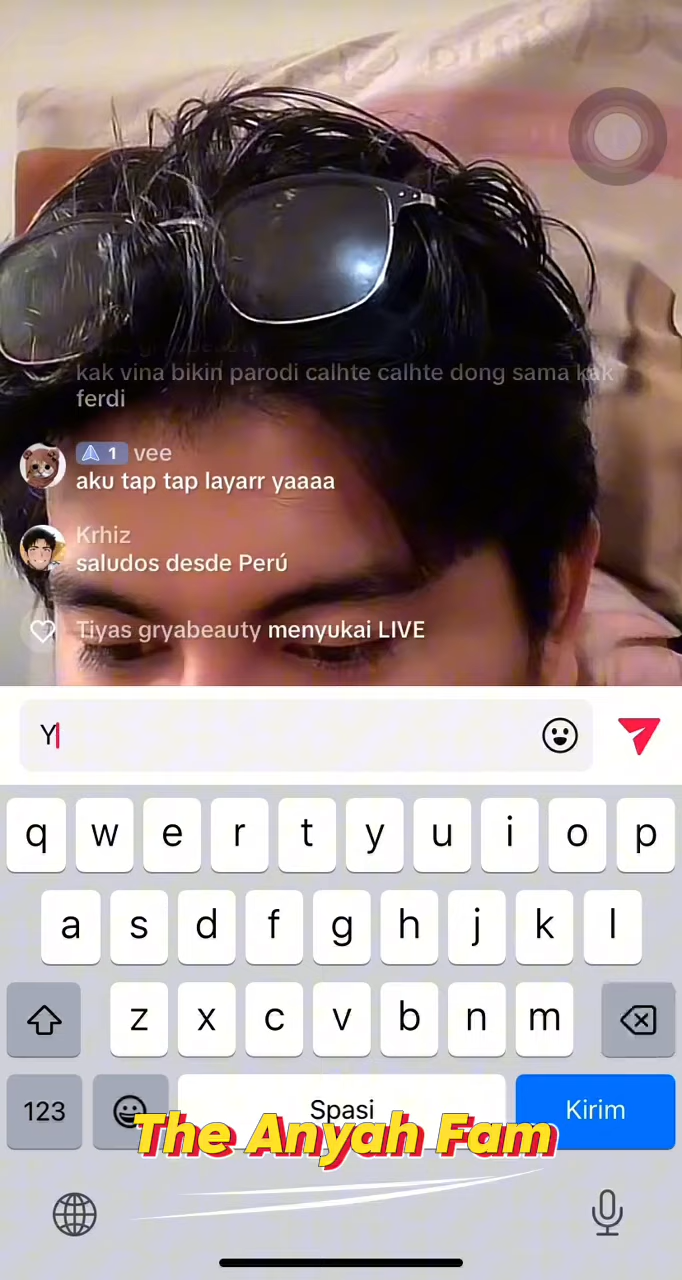 kak vina bikin parodi calhte calhte dong sama kak
ferdi
1 vee
aku tap tap layarr yaaaa
Krhiz
saludos desde Perú
Tiyas gryabeauty menyukai LIVE
Y
q w e r t y u i o p
a s d f g h j k l
z x c v b n m
123 Spasi Kirim
The Anyah Fam